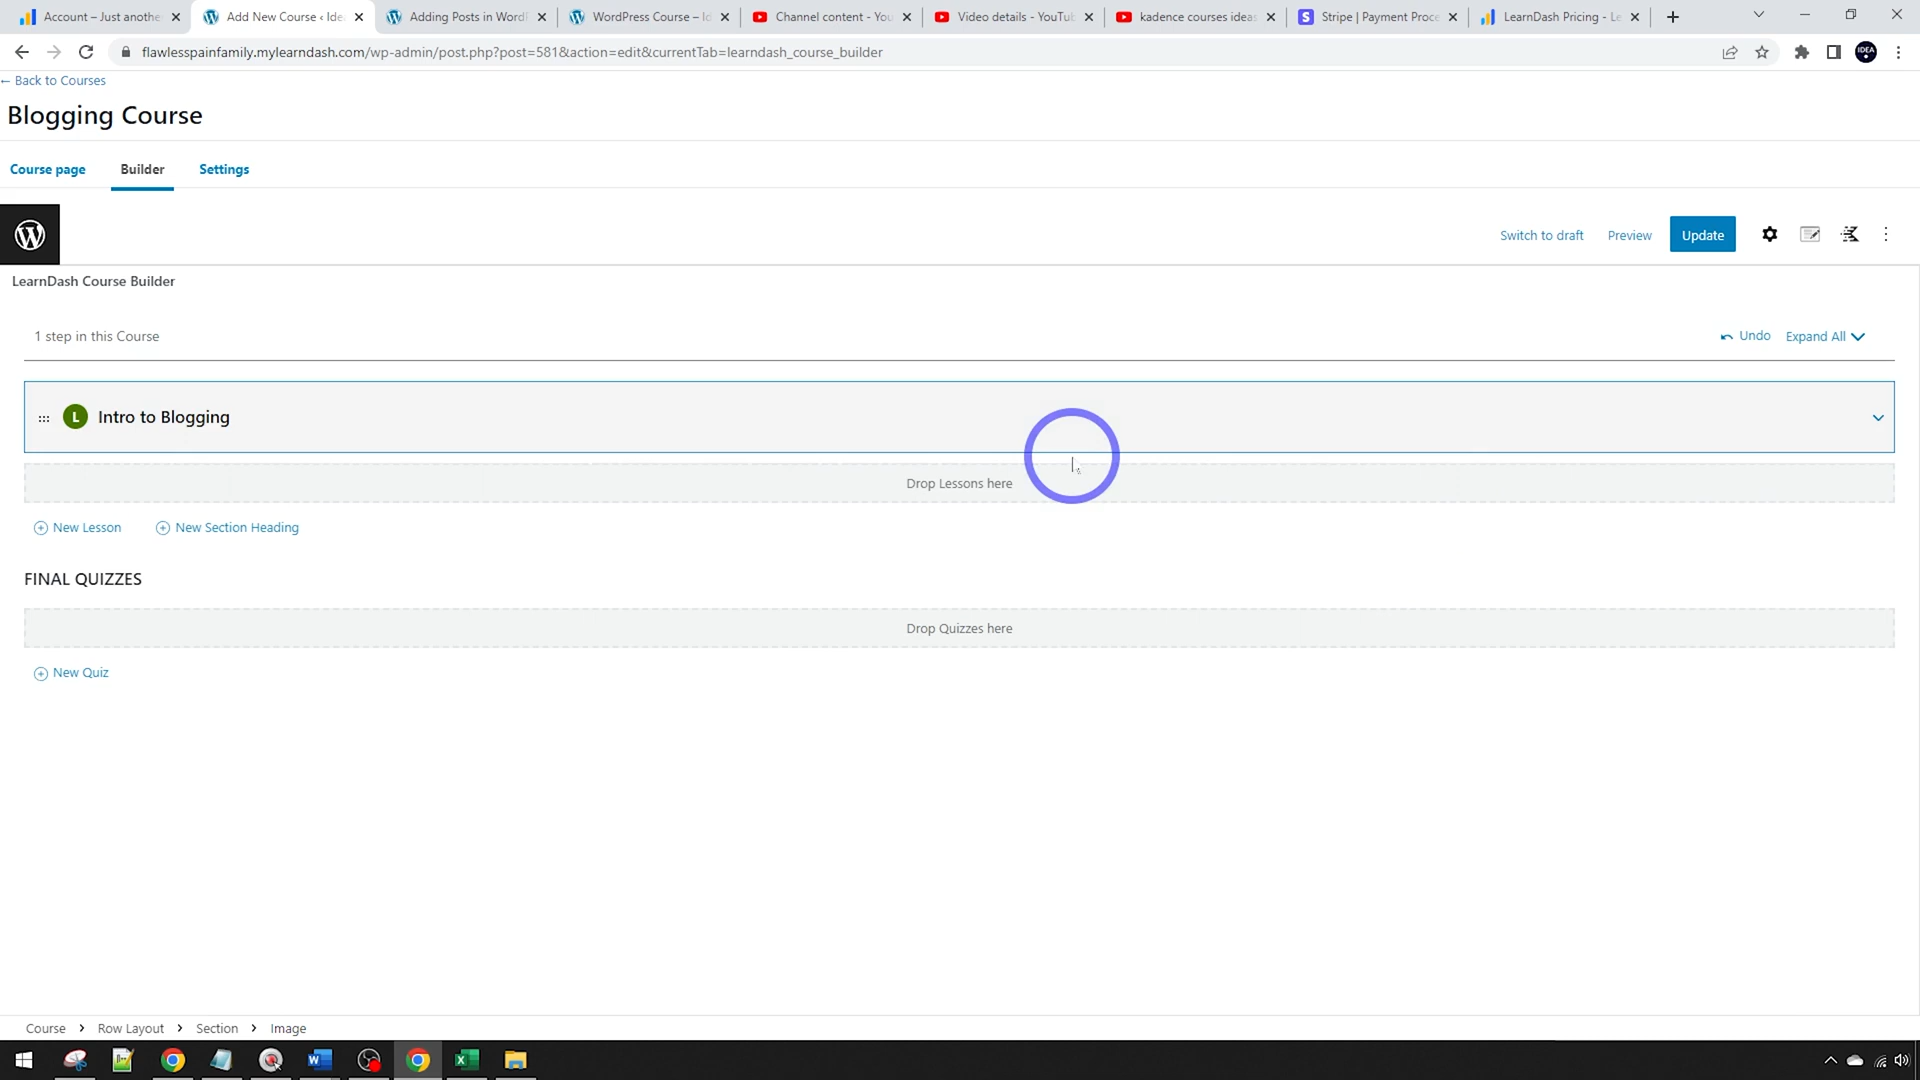 Account – Just anothe
Add New Course ‹ Ide
Adding Posts in WordP
WordPress Course – Id
Channel content - You
Video details - YouTub
kadence courses ideas
Stripe | Payment Proce
LearnDash Pricing - Le
flawlesspainfamily.mylearndash.com/wp-admin/post.php?post=581&action=edit&currentTab=learndash_course_builder
IDEA
← Back to Courses
Blogging Course
Course page
Builder
Settings
Switch to draft
Preview
Update
LearnDash Course Builder
1 step in this Course
Undo
Expand All
L
Intro to Blogging
Drop Lessons here
New Lesson
New Section Heading
FINAL QUIZZES
Drop Quizzes here
New Quiz
Course
Row Layout
Section
Image